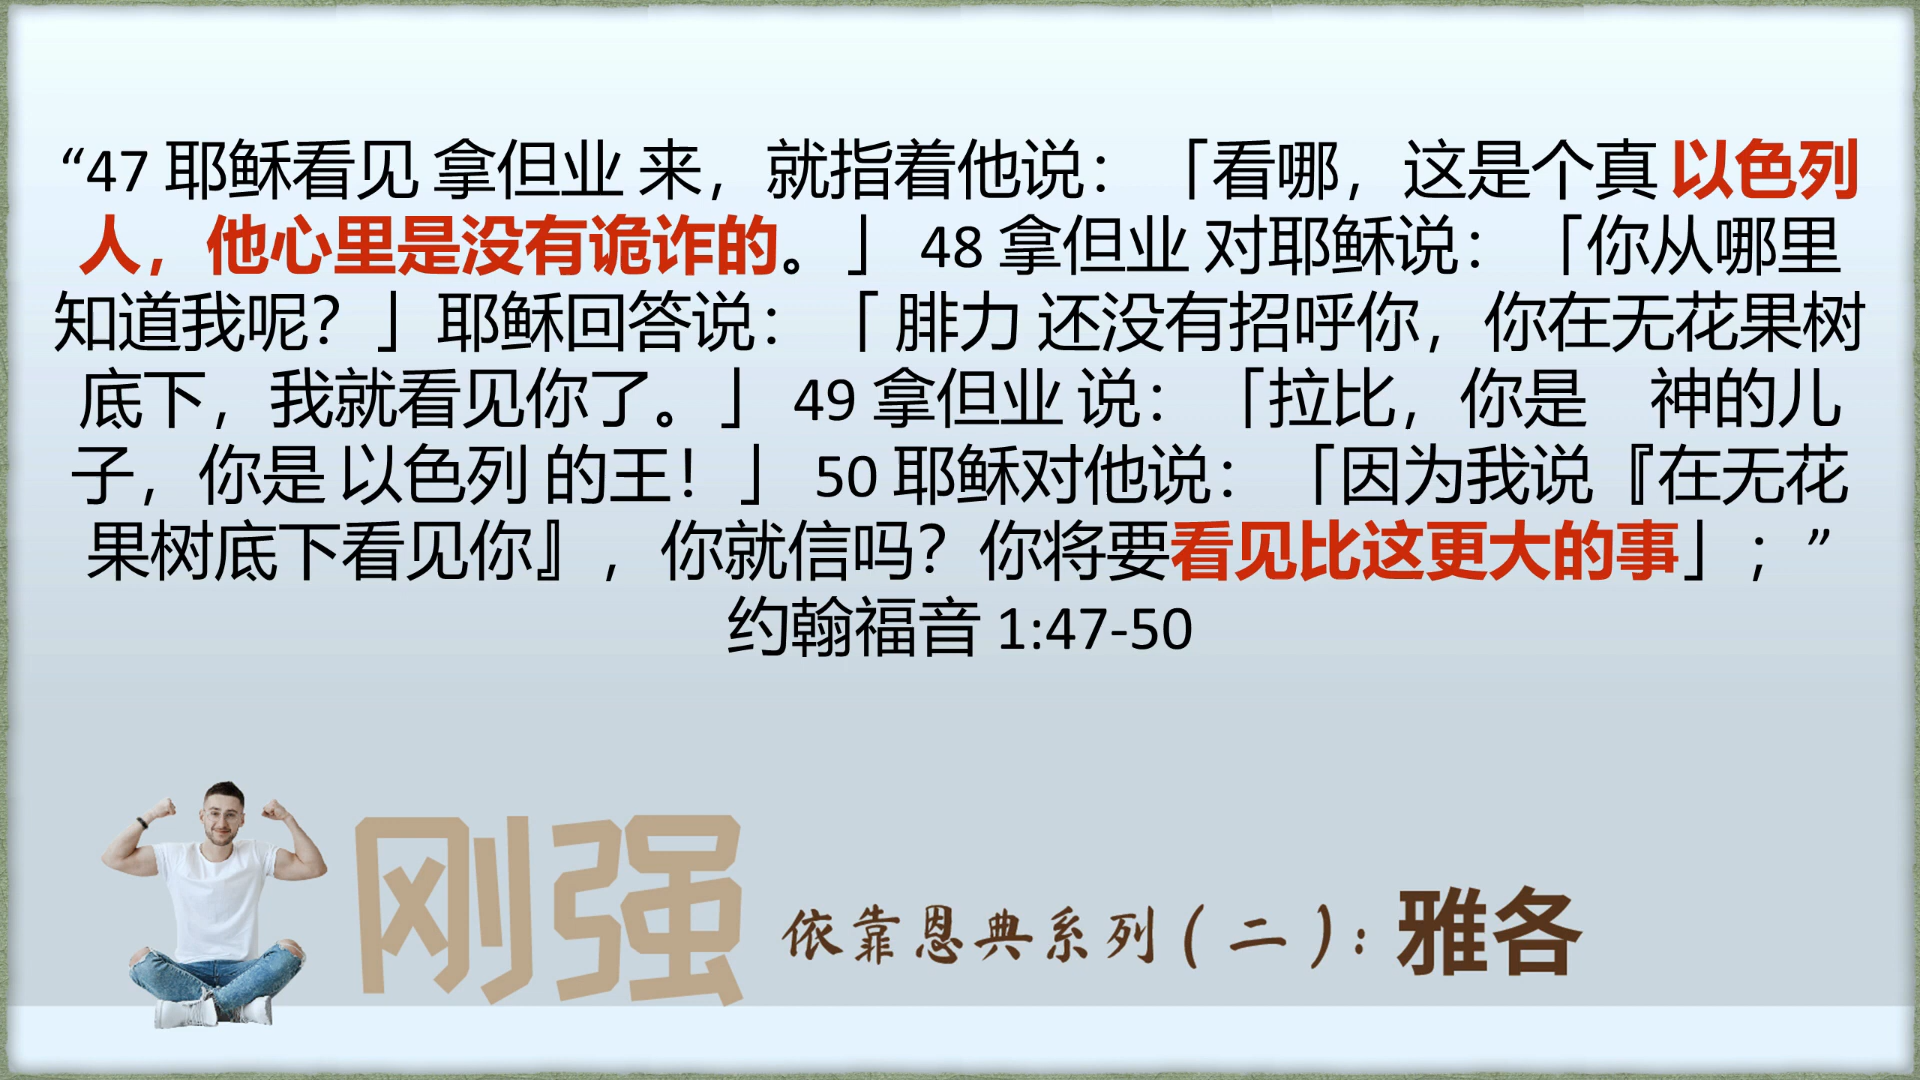 “47 耶稣看见 拿但业 来，就指着他说：「看哪，这是个真 以色列
人，他心里是没有诡诈的。」 48 拿但业 对耶稣说：「你从哪里
知道我呢？」耶稣回答说：「 腓力 还没有招呼你，你在无花果树
底下，我就看见你了。」 49 拿但业 说：「拉比，你是　神的儿
子，你是 以色列 的王！」 50 耶稣对他说：「因为我说『在无花
果树底下看见你』，你就信吗？你将要看见比这更大的事」；”
约翰福音 1:47-50
刚强
依靠恩典系列（二）：雅各